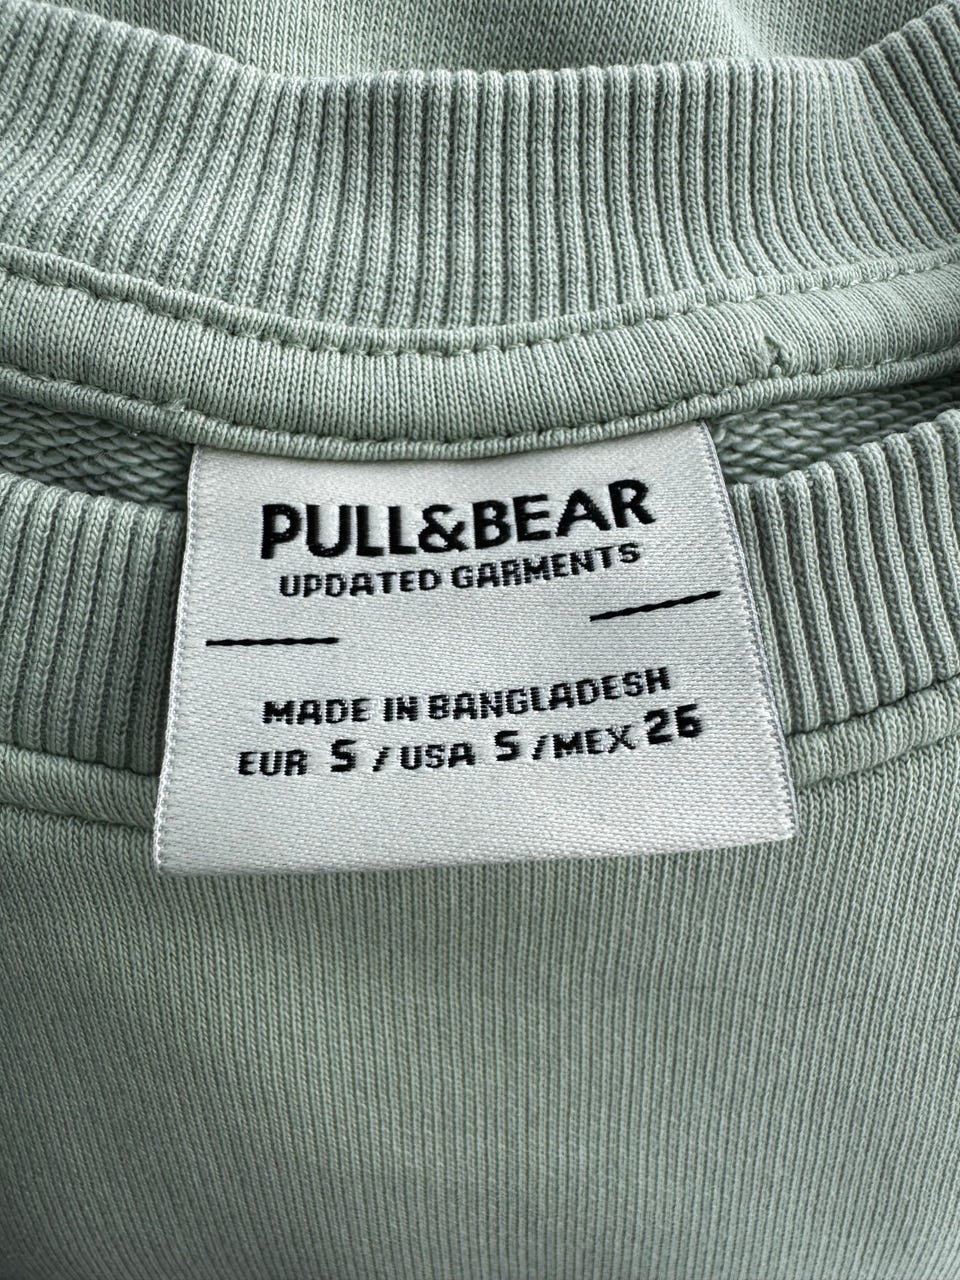 PULL&BEAR
UPDATED GARMENTS
MADE IN BANGLADESH
EUR S / USA S / MEX 26